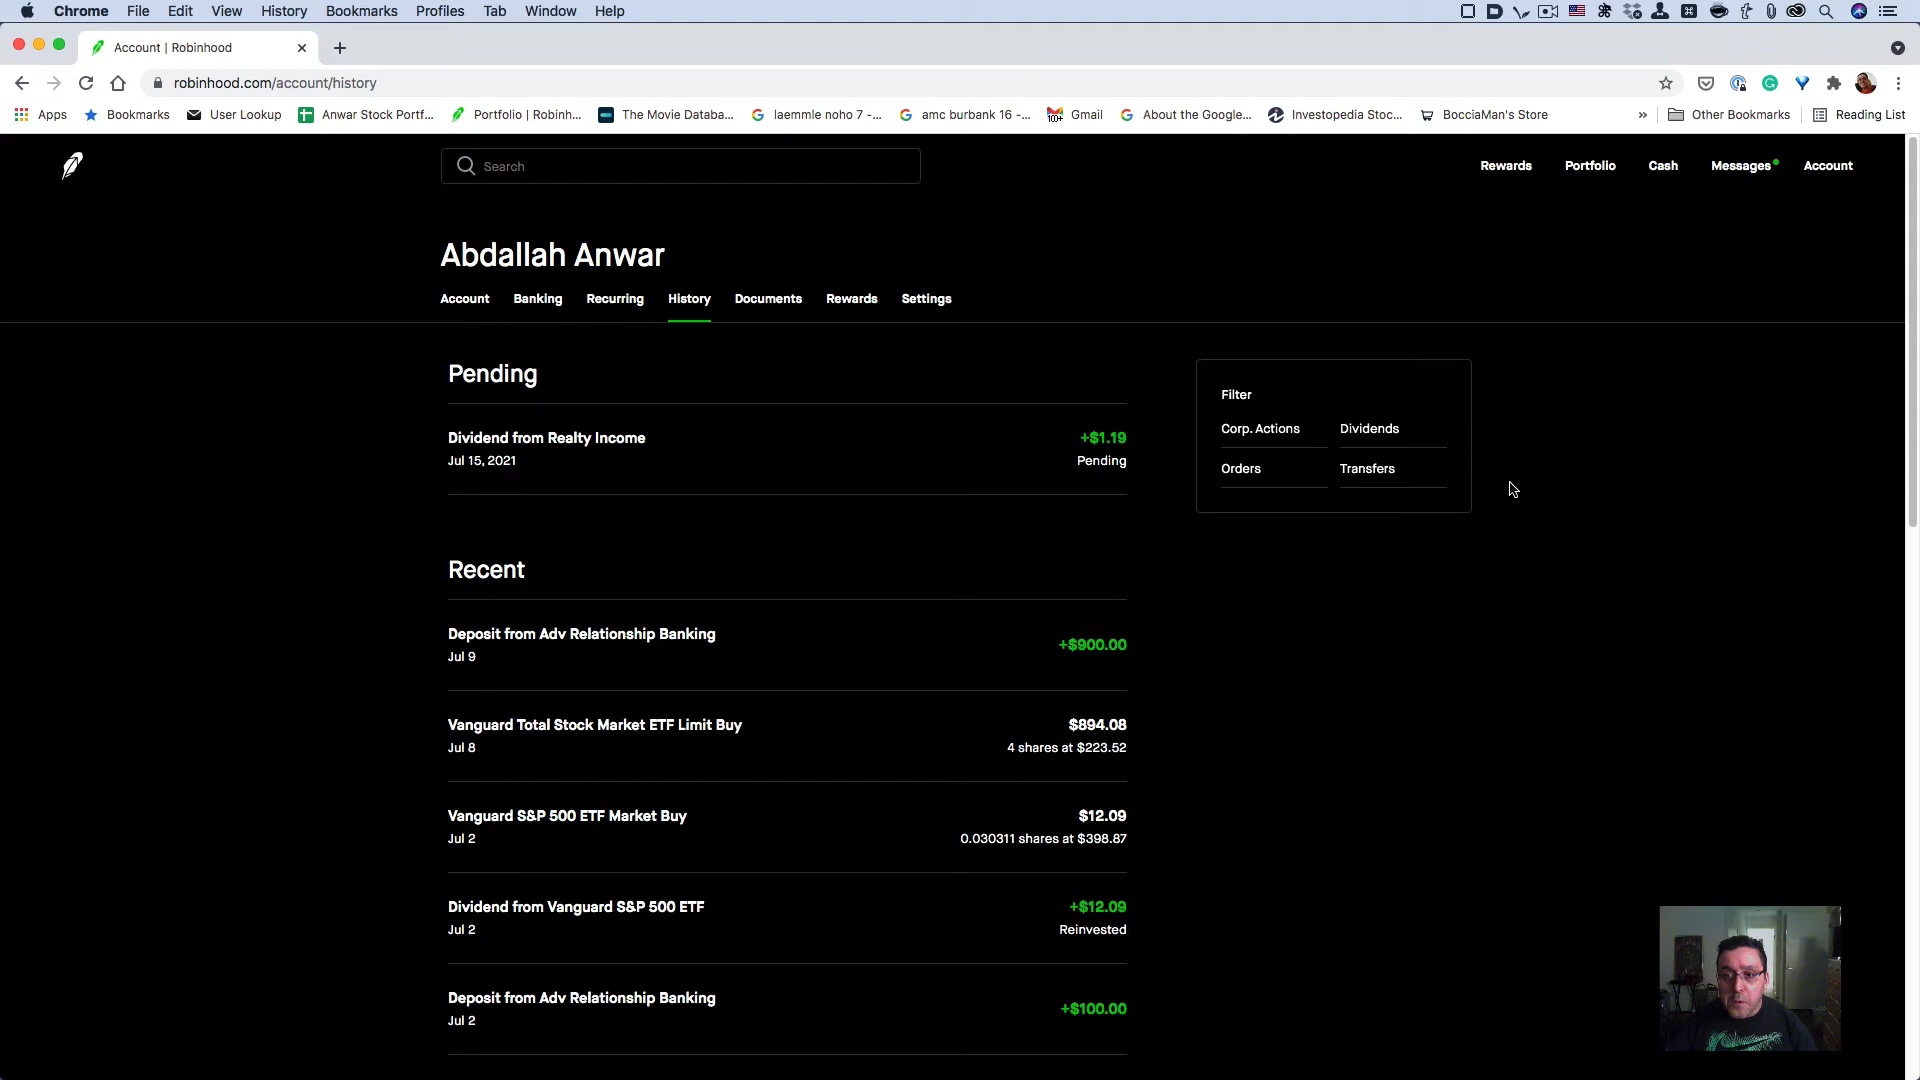 Chrome File Edit View History Bookmarks Profiles Tab Window Help
Account | Robinhood
robinhood.com/account/history
Apps Bookmarks User Lookup Anwar Stock Portf... Portfolio | Robinh... The Movie Databa... laemmle noho 7 -... amc burbank 16 -... 100+ Gmail About the Google... Investopedia Stoc... BocciaMan's Store » Other Bookmarks Reading List
Search
Rewards Portfolio Cash Messages Account
Abdallah Anwar
Account Banking Recurring History Documents Rewards Settings
Pending
Dividend from Realty Income +$1.19
Jul 15, 2021 Pending
Filter
Corp. Actions Dividends
Orders Transfers
Recent
Deposit from Adv Relationship Banking +$900.00
Jul 9
Vanguard Total Stock Market ETF Limit Buy $894.08
Jul 8 4 shares at $223.52
Vanguard S&P 500 ETF Market Buy $12.09
Jul 2 0.030311 shares at $398.87
Dividend from Vanguard S&P 500 ETF +$12.09
Jul 2 Reinvested
Deposit from Adv Relationship Banking +$100.00
Jul 2